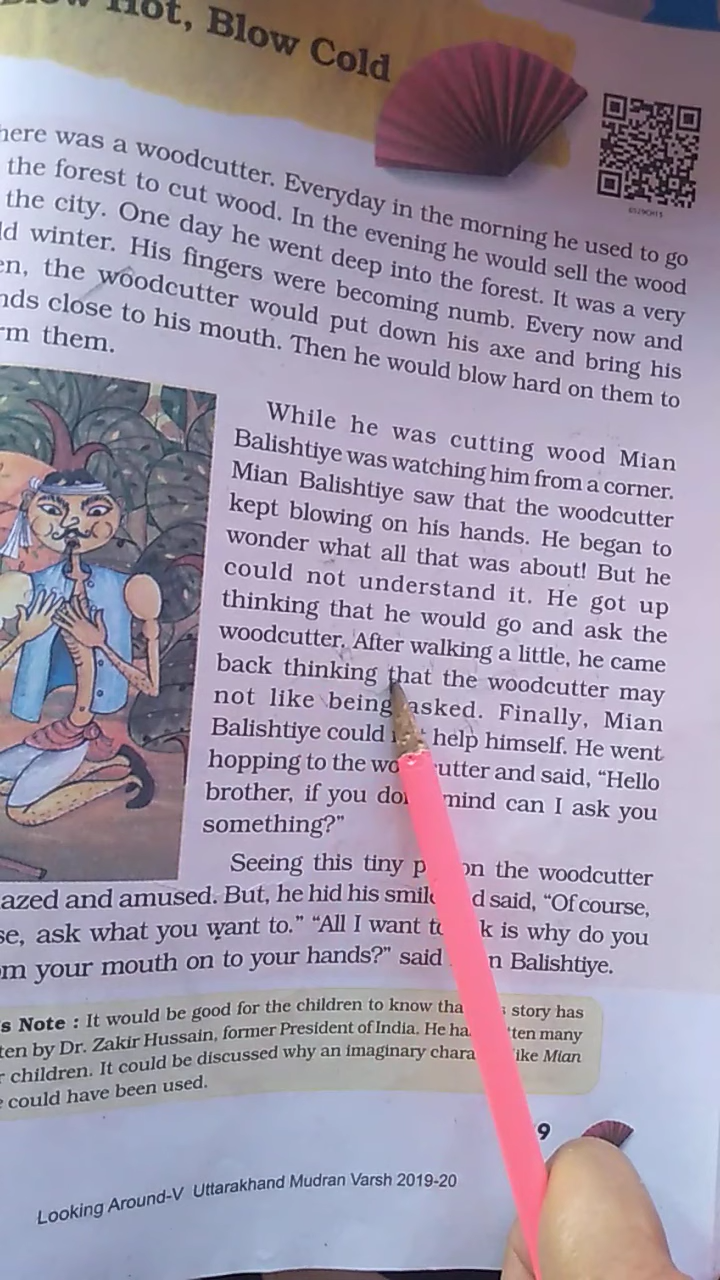 Hot, Blow Cold
here was a woodcutter. Everyday in the morning he used to go
the forest to cut wood. In the evening he would sell the wood
the city. One day he went deep into the forest. It was a very
ld winter. His fingers were becoming numb. Every now and
en, the woodcutter would put down his axe and bring his
nds close to his mouth. Then he would blow hard on them to
rm them.
While he was cutting wood Mian
Balishtiye was watching him from a corner.
Mian Balishtiye saw that the woodcutter
kept blowing on his hands. He began to
wonder what all that was about! But he
could not understand it. He got up
thinking that he would go and ask the
woodcutter. After walking a little, he came
back thinking that the woodcutter may
not like being asked. Finally, Mian
Balishtiye could help himself. He went
hopping to the wo utter and said, “Hello
brother, if you do mind can I ask you
something?”
Seeing this tiny p on the woodcutter
azed and amused. But, he hid his smile d said, “Of course,
se, ask what you want to.” “All I want t k is why do you
om your mouth on to your hands?” said n Balishtiye.
's Note : It would be good for the children to know tha story has
ten by Dr. Zakir Hussain, former President of India. He ha ten many
r children. It could be discussed why an imaginary chara ike Mian
e could have been used.
9
Looking Around-V Uttarakhand Mudran Varsh 2019-20